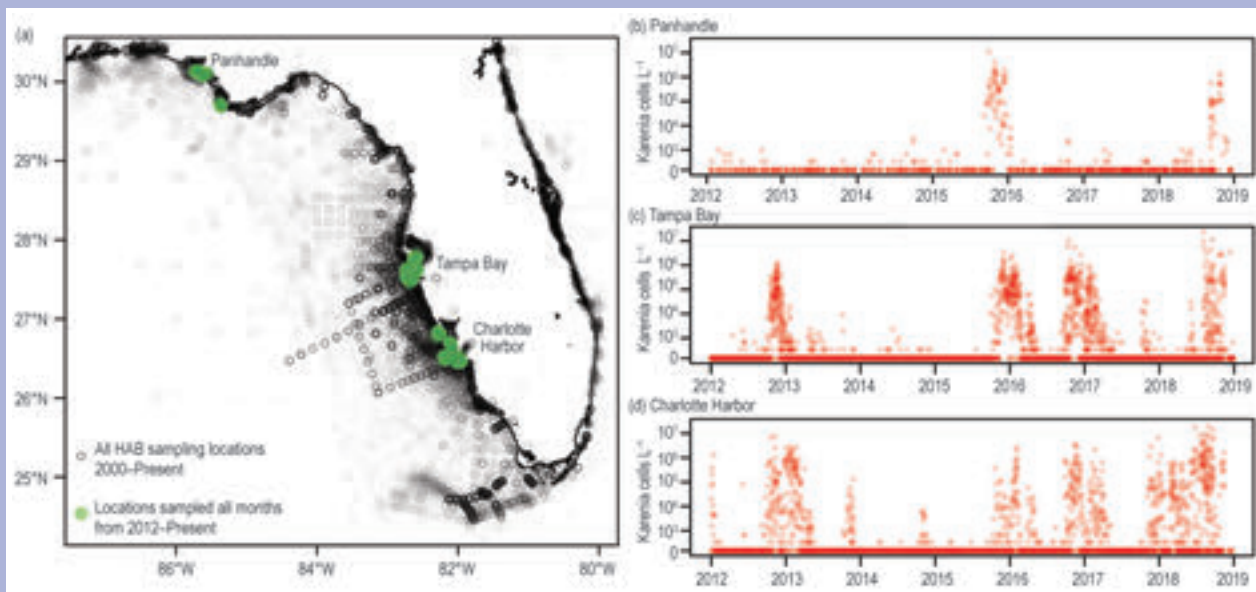 (a)
Panhandle
30°N
29°N
28°N
27°N
26°N
25°N
Tampa Bay
Charlotte
Harbor
All HAB sampling locations
2000–Present
Locations sampled all months
from 2012–Present
86°W
84°W
82°W
80°W
(b) Panhandle
Karenia cells L⁻¹
0
2012
2013
2014
2015
2016
2017
2018
2019
(c) Tampa Bay
Karenia cells L⁻¹
0
2012
2013
2014
2015
2016
2017
2018
2019
(d) Charlotte Harbor
Karenia cells L⁻¹
0
2012
2013
2014
2015
2016
2017
2018
2019